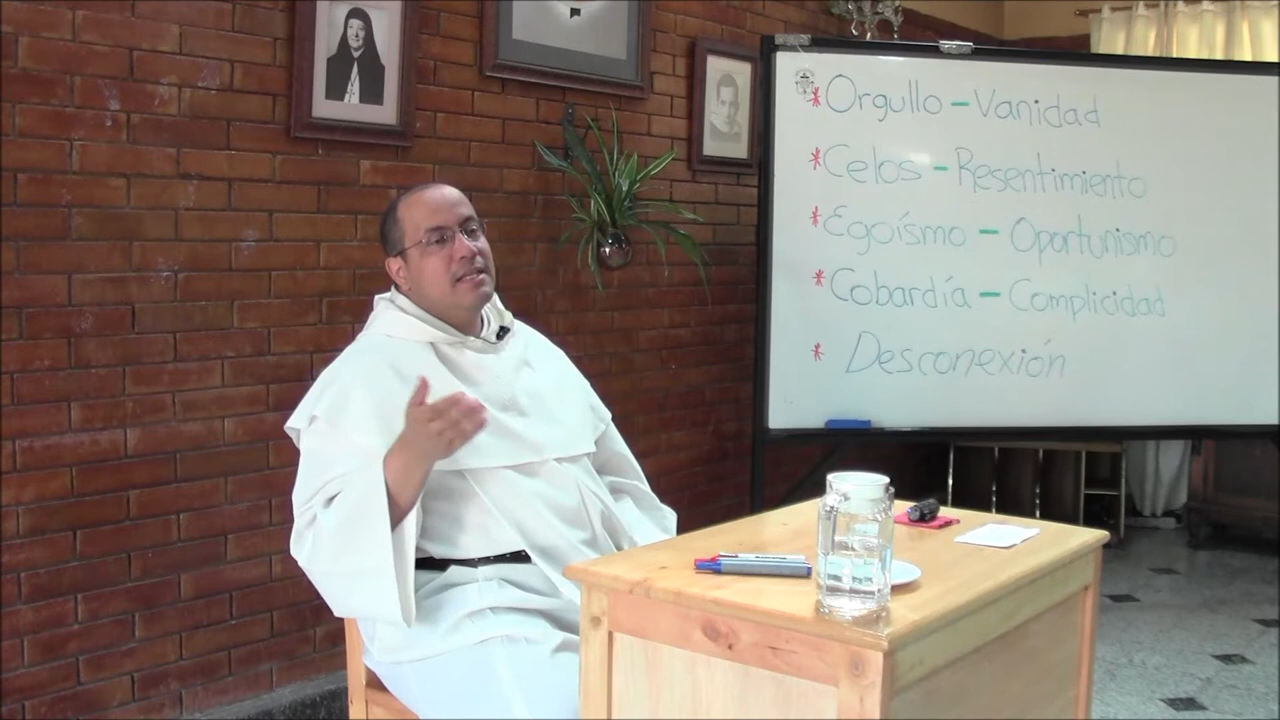 * Orgullo – Vanidad
* Celos – Resentimiento
* Egoísmo – Oportunismo
* Cobardía – Complicidad
* Desconexión